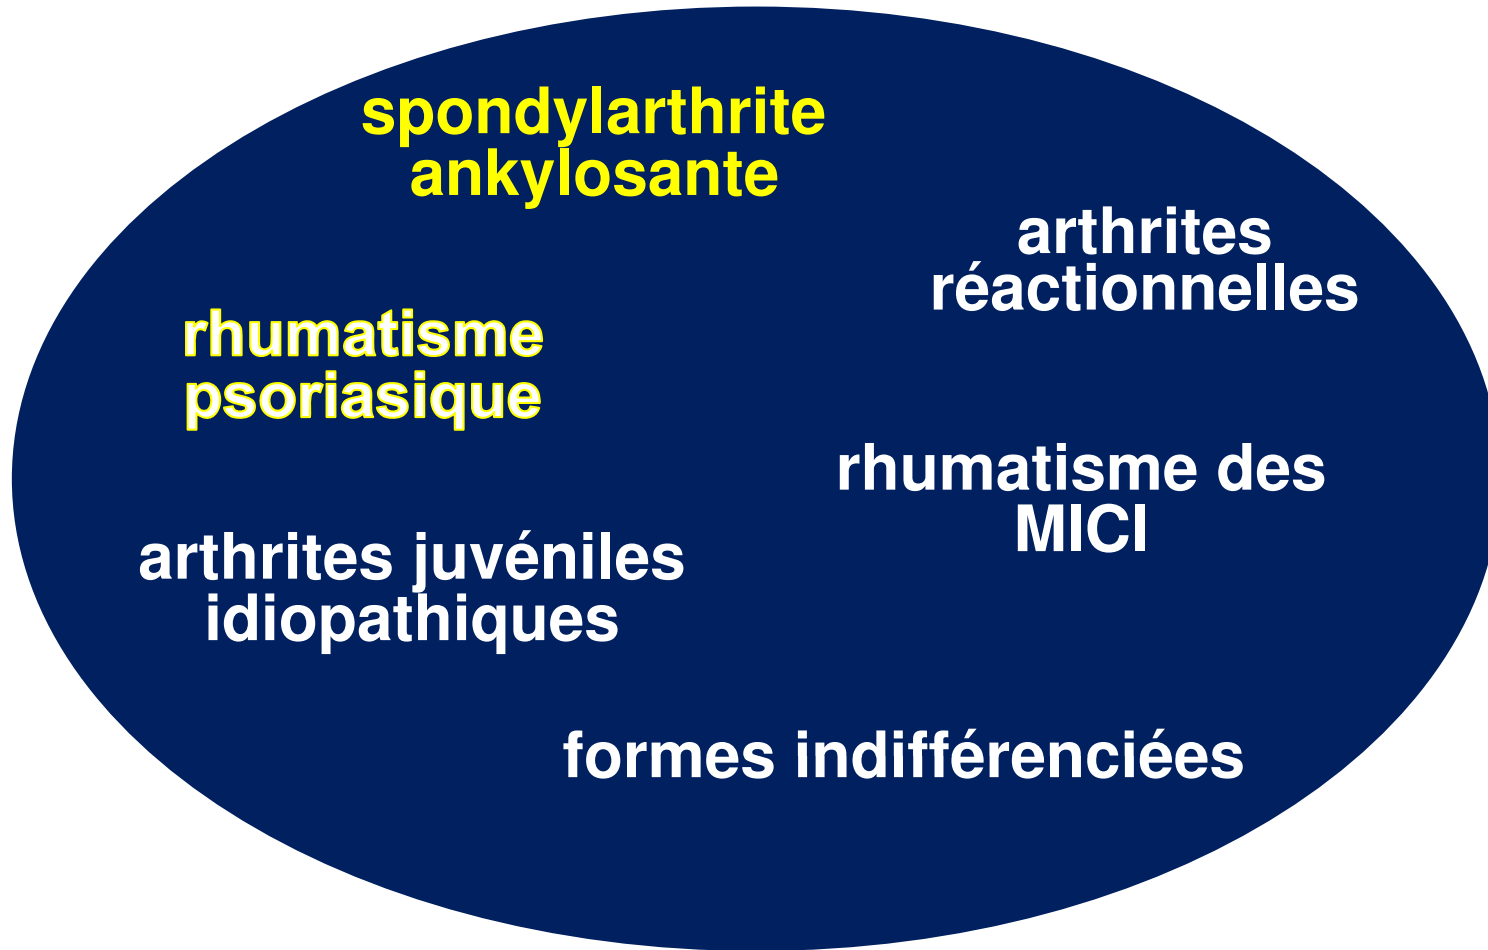 spondylarthrite
ankylosante
arthrites
réactionnelles
rhumatisme
psoriasique
rhumatisme des
MICI
arthrites juvéniles
idiopathiques
formes indifférenciées